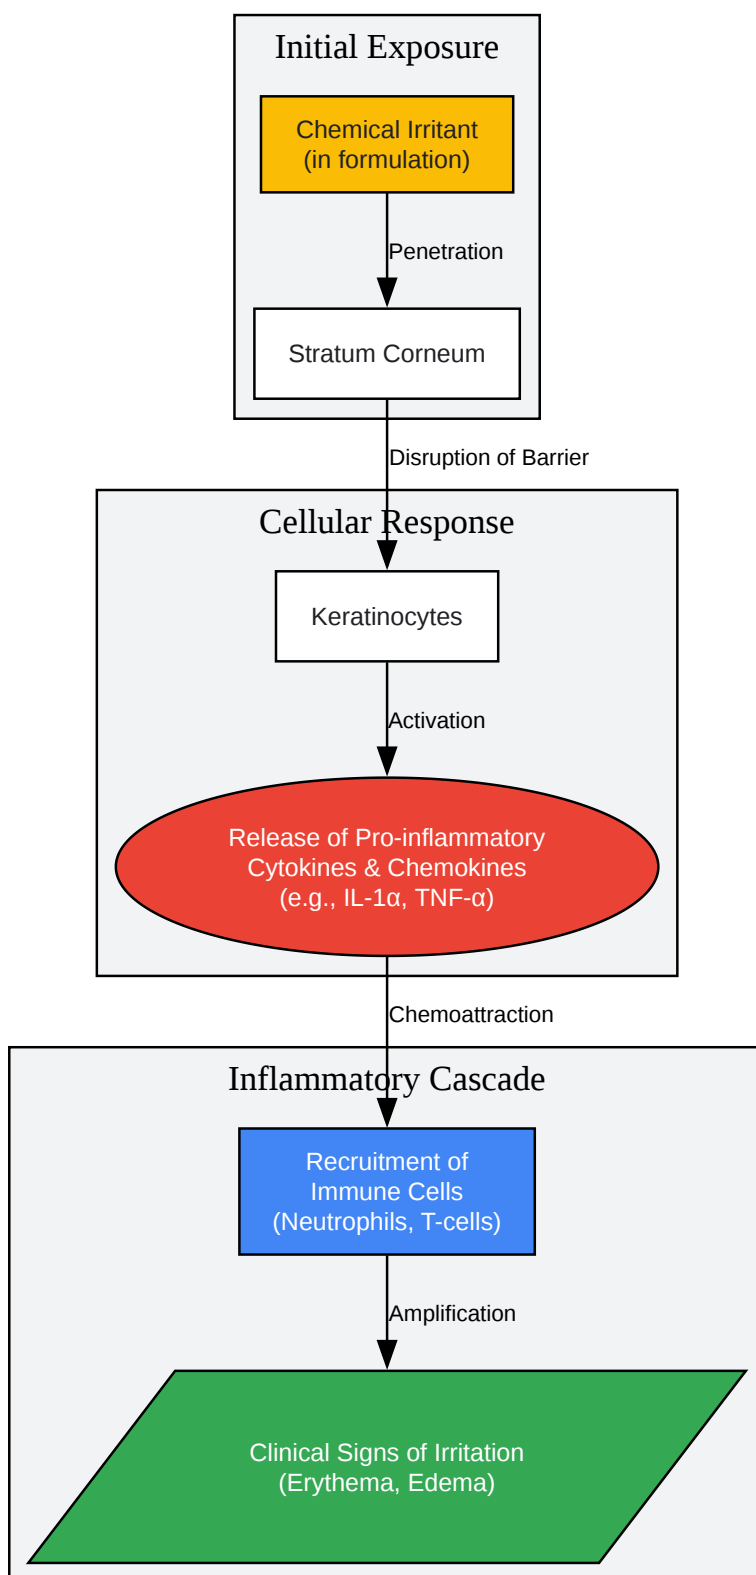 Initial Exposure
Chemical Irritant
(in formulation)
Penetration
Stratum Corneum
Disruption of Barrier
Cellular Response
Keratinocytes
Activation
Release of Pro-inflammatory
Cytokines & Chemokines
(e.g., IL-1α, TNF-α)
Chemoattraction
Inflammatory Cascade
Recruitment of
Immune Cells
(Neutrophils, T-cells)
Amplification
Clinical Signs of Irritation
(Erythema, Edema)